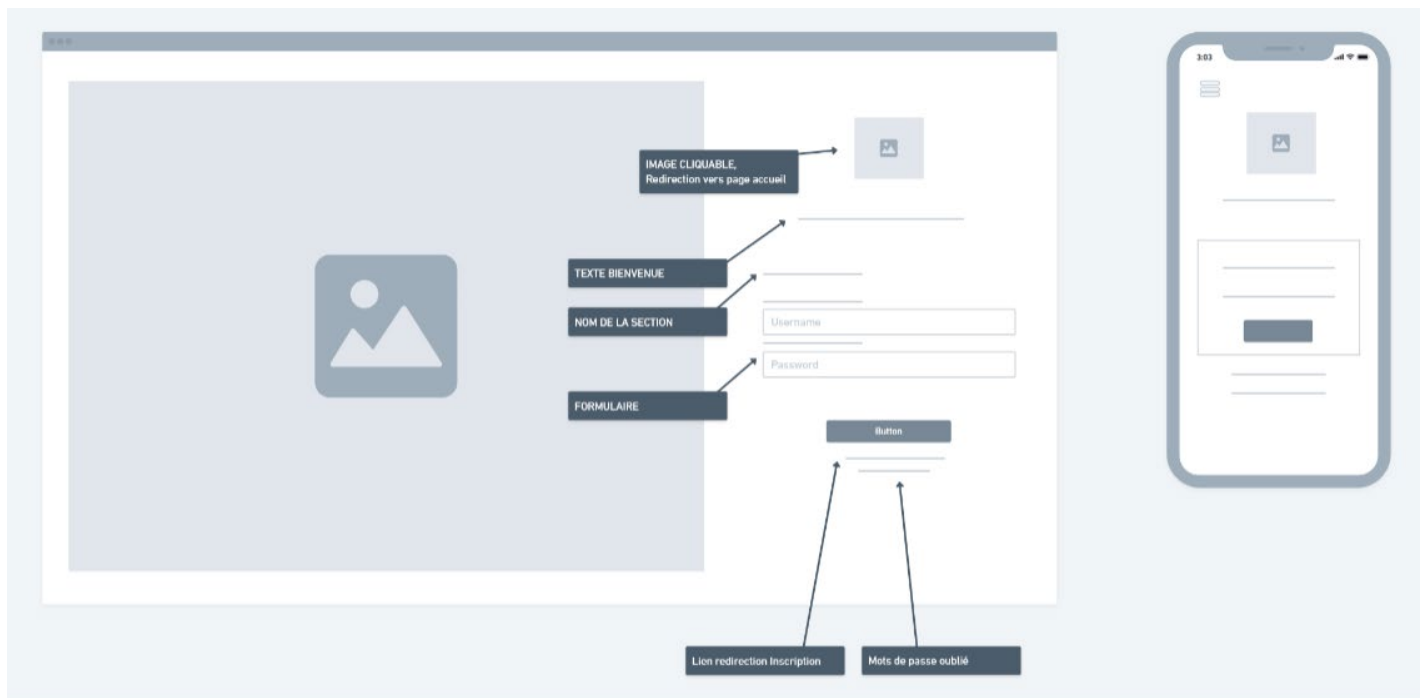 3:03
IMAGE CLIQUABLE,
Redirection vers page accueil
TEXTE BIENVENUE
NOM DE LA SECTION
Username
Password
FORMULAIRE
Button
Lien redirection Inscription
Mots de passe oublié